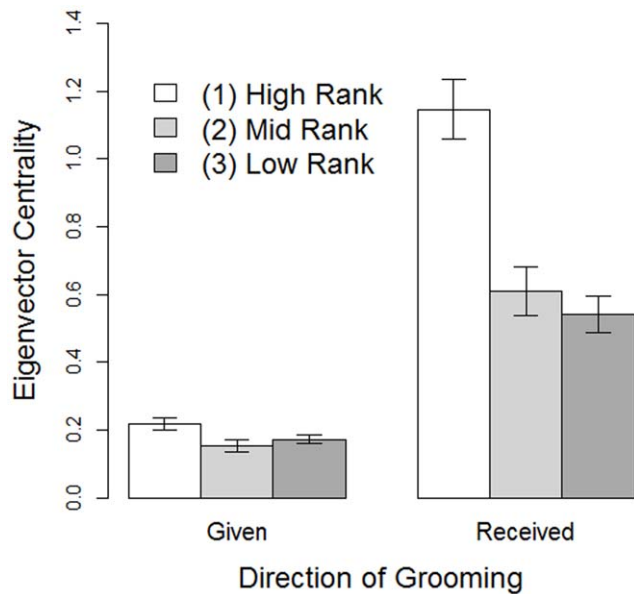 Eigenvector Centrality
1.4
1.2
1.0
0.8
0.6
0.4
0.2
0.0
(1) High Rank
(2) Mid Rank
(3) Low Rank
Given
Received
Direction of Grooming